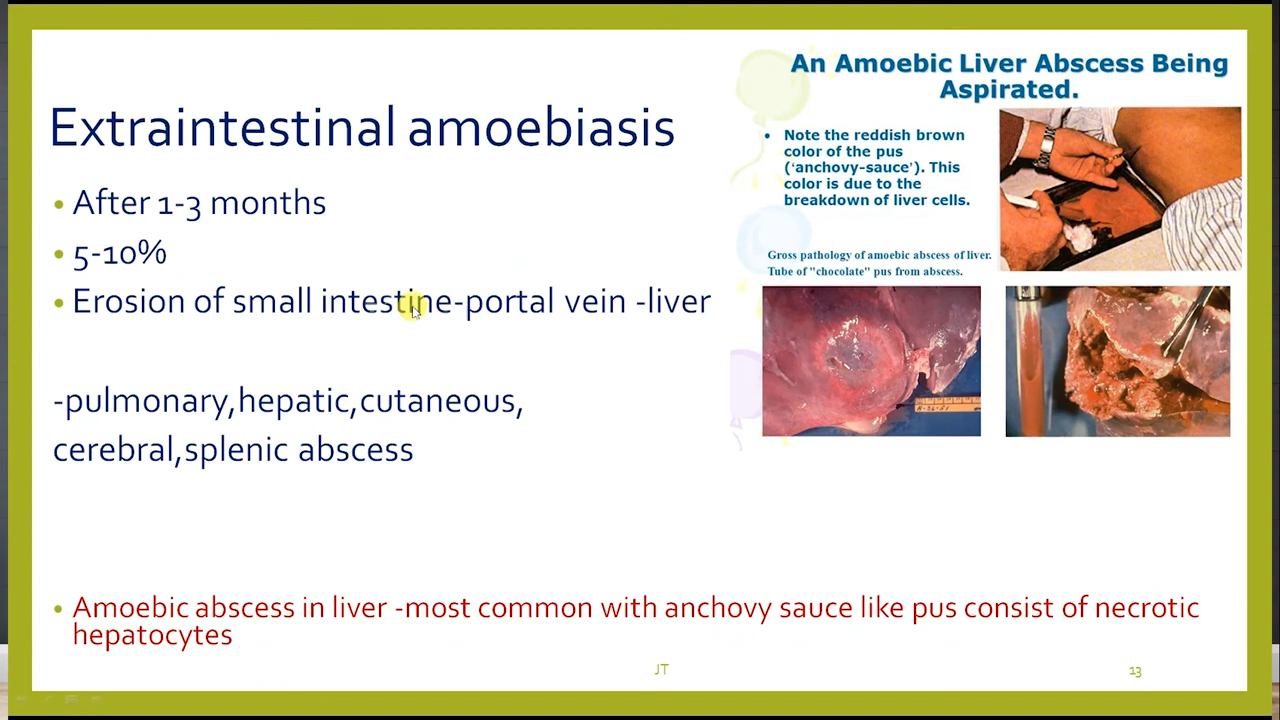 Extraintestinal amoebiasis
• After 1-3 months
• 5-10%
• Erosion of small intestine-portal vein -liver
-pulmonary,hepatic,cutaneous,
cerebral,splenic abscess
An Amoebic Liver Abscess Being
Aspirated.
• Note the reddish brown
color of the pus
(‘anchovy-sauce’). This
color is due to the
breakdown of liver cells.
Gross pathology of amoebic abscess of liver.
Tube of "chocolate" pus from abscess.
• Amoebic abscess in liver -most common with anchovy sauce like pus consist of necrotic
hepatocytes
JT
13